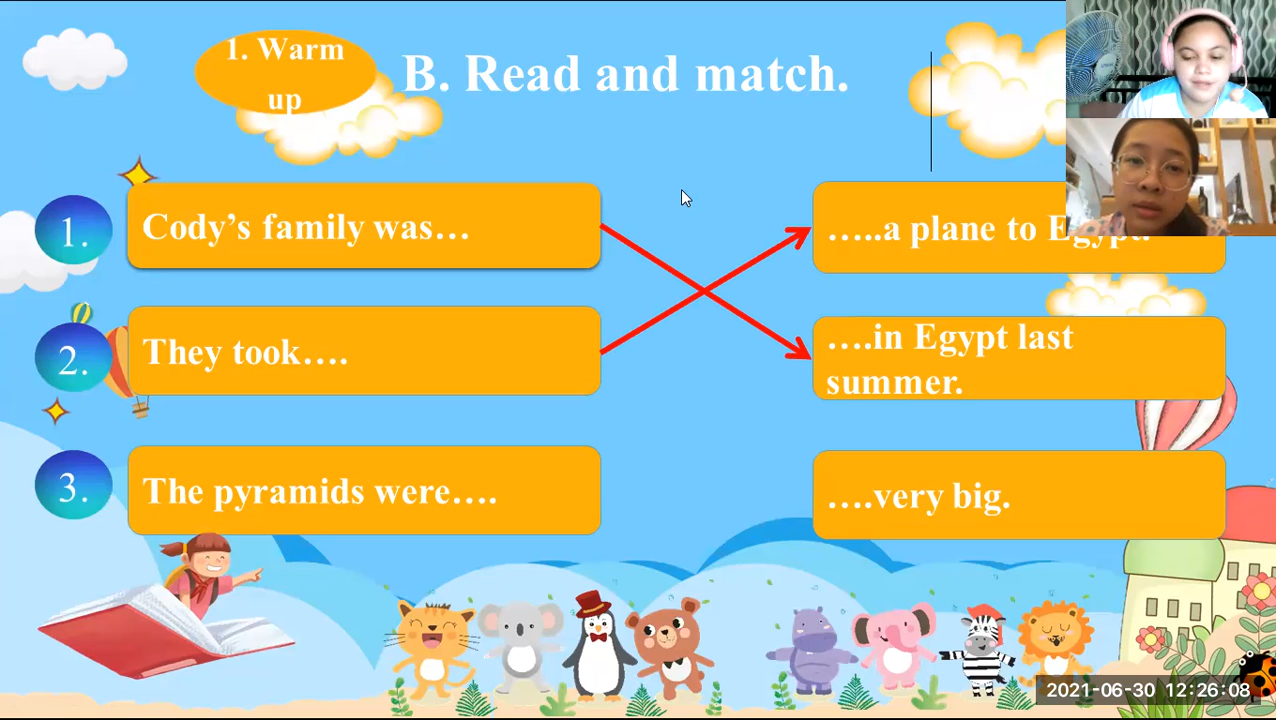 1. Warm
up
B. Read and match.
1.
Cody’s family was…
…..a plane to Egypt.
2.
They took….
….in Egypt last
summer.
3.
The pyramids were….
….very big.
2021-06-30 12:26:08